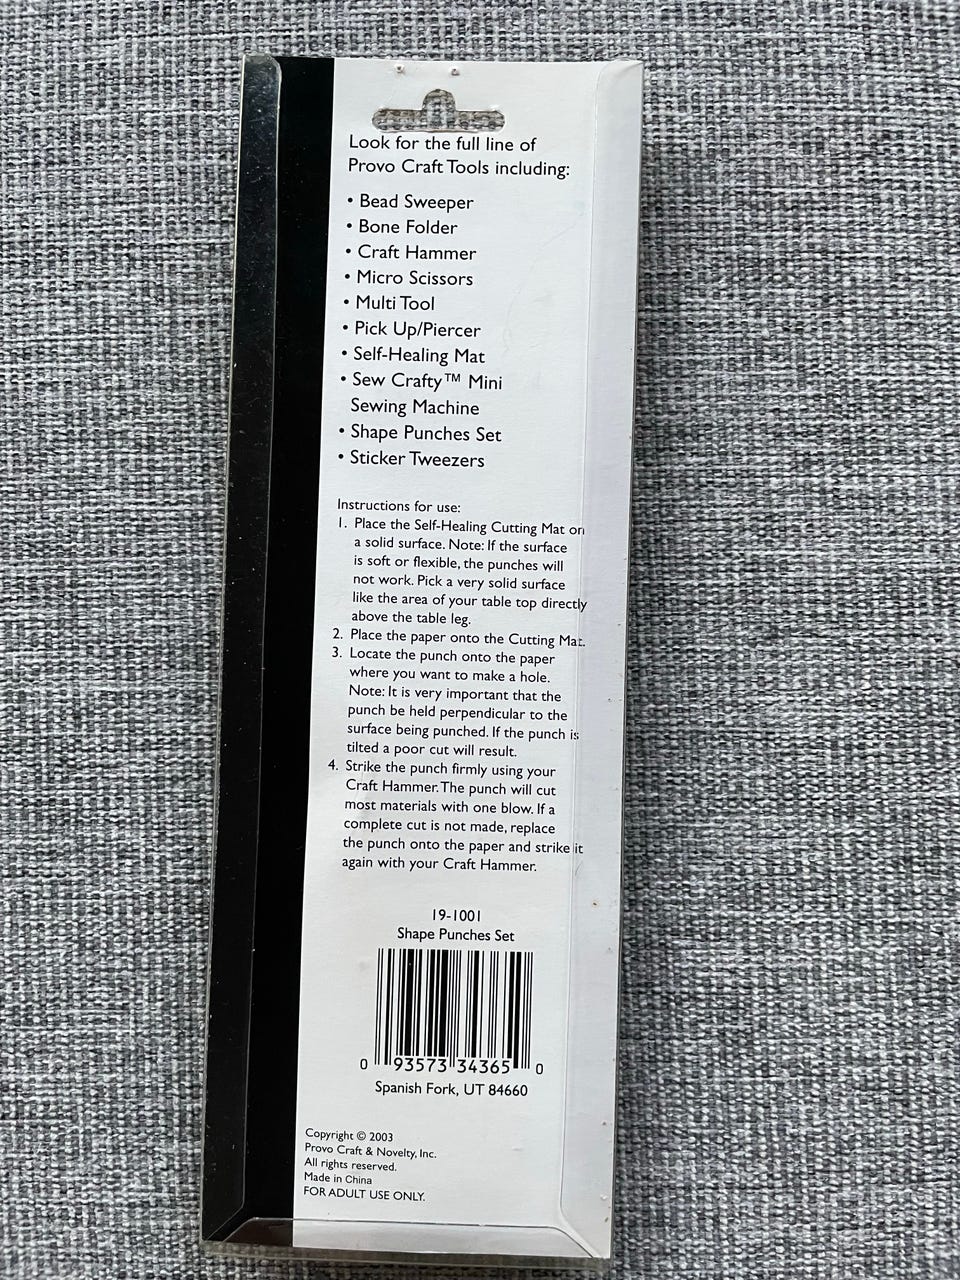 Look for the full line of
Provo Craft Tools including:
• Bead Sweeper
• Bone Folder
• Craft Hammer
• Micro Scissors
• Multi Tool
• Pick Up/Piercer
• Self-Healing Mat
• Sew Crafty™ Mini
Sewing Machine
• Shape Punches Set
• Sticker Tweezers
Instructions for use:
1. Place the Self-Healing Cutting Mat on
a solid surface. Note: If the surface
is soft or flexible, the punches will
not work. Pick a very solid surface
like the area of your table top directly
above the table leg.
2. Place the paper onto the Cutting Mat.
3. Locate the punch onto the paper
where you want to make a hole.
Note: It is very important that the
punch be held perpendicular to the
surface being punched. If the punch is
tilted a poor cut will result.
4. Strike the punch firmly using your
Craft Hammer. The punch will cut
most materials with one blow. If a
complete cut is not made, replace
the punch onto the paper and strike it
again with your Craft Hammer.
19-1001
Shape Punches Set
0 93573 34365 0
Spanish Fork, UT 84660
Copyright © 2003
Provo Craft & Novelty, Inc.
All rights reserved.
Made in China
FOR ADULT USE ONLY.